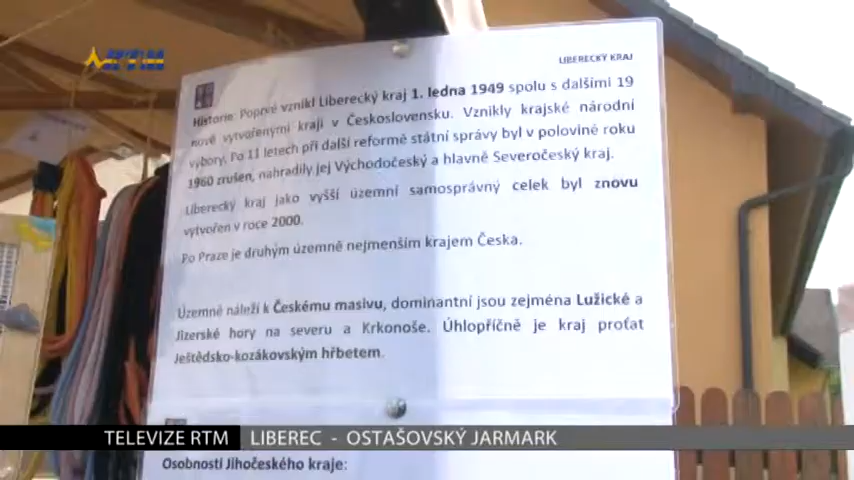 RTM
LIBERECKÝ KRAJ
Historie: Poprvé vznikl Liberecký kraj 1. ledna 1949 spolu s dalšími 19
nově vytvořenými kraji v Československu. Vznikly krajské národní
výbory. Po 11 letech při další reformě státní správy byl v polovině roku
1960 zrušen, nahradily jej Východočeský a hlavně Severočeský kraj.
Liberecký kraj jako vyšší územní samosprávný celek byl znovu
vytvořen v roce 2000.
Po Praze je druhým územně nejmenším krajem Česka.
Územně náleží k Českému masivu, dominantní jsou zejména Lužické a
Jizerské hory na severu a Krkonoše. Úhlopříčně je kraj proťat
Ještědsko-kozákovským hřbetem.
TELEVIZE RTM LIBEREC - OSTAŠOVSKÝ JARMARK
Osobnosti Jihočeského kraje: